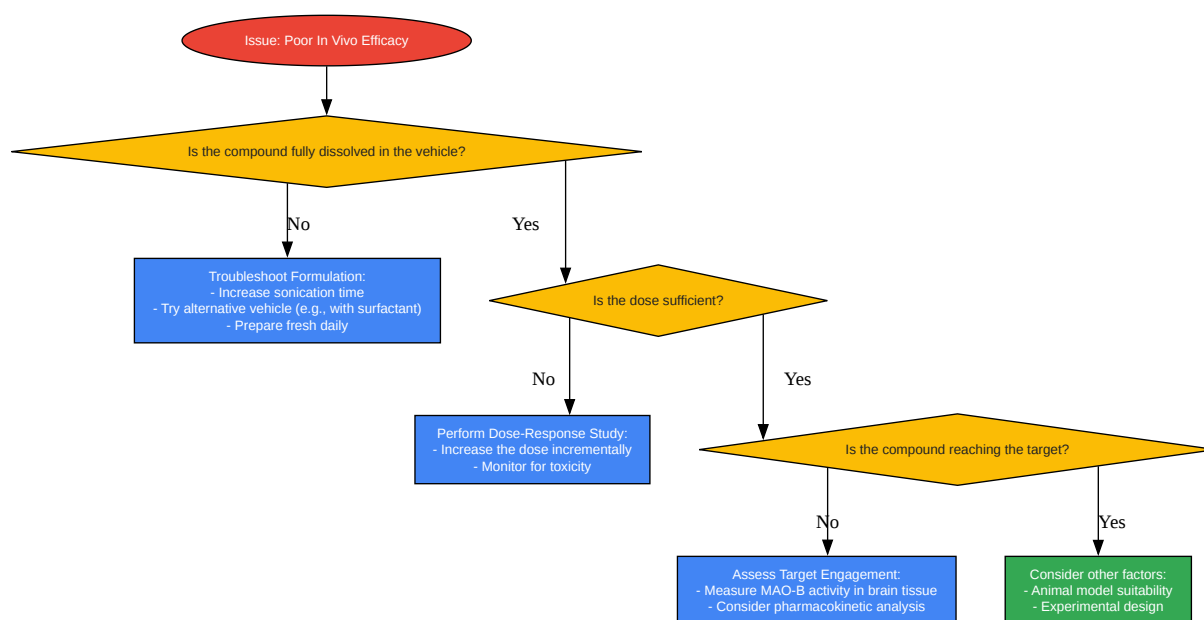 Issue: Poor In Vivo Efficacy
Is the compound fully dissolved in the vehicle?
No
Yes
Troubleshoot Formulation:
- Increase sonication time
- Try alternative vehicle (e.g., with surfactant)
- Prepare fresh daily
Is the dose sufficient?
No
Yes
Perform Dose-Response Study:
- Increase the dose incrementally
- Monitor for toxicity
Is the compound reaching the target?
No
Yes
Assess Target Engagement:
- Measure MAO-B activity in brain tissue
- Consider pharmacokinetic analysis
Consider other factors:
- Animal model suitability
- Experimental design